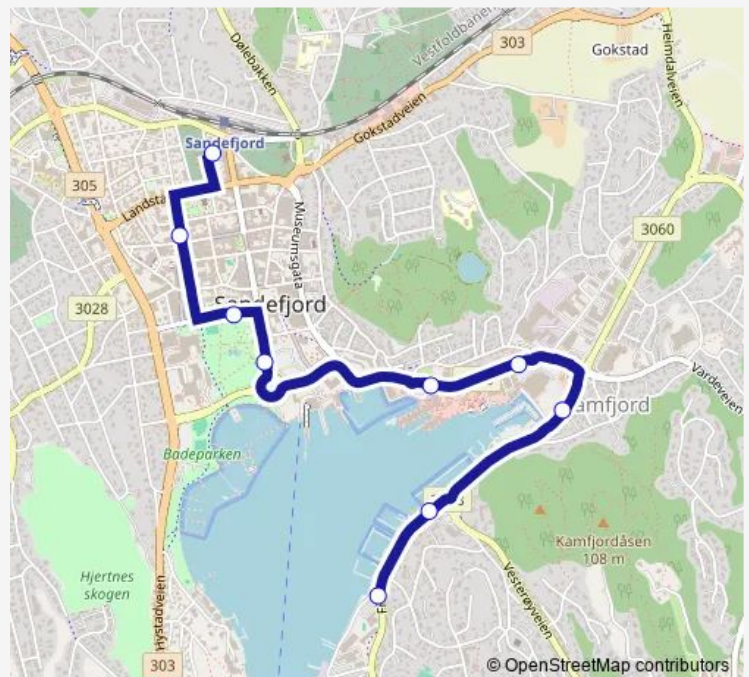 Dølebakken
Vestfoldbanen
303
Gokstad
Heimdalveien
Gokstadveien
Sandefjord
305
Landsta
Museumsgata
3060
3028
Sandefjord
Vardeveien
amfjord
Badeparken
Kamfjordåsen
108 m
Hjertnes
skogen
Vesterøyveien
Hystadveien
303
© OpenStreetMap contributors